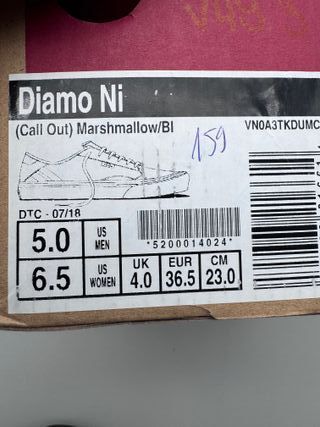 Diamo Ni
(Call Out) Marshmallow/Bl
VN0A3TKDUMC
159
DTC - 07/18
5.0 US MEN
*5200014024*
6.5 US WOMEN
UK 4.0
EUR 36.5
CM 23.0